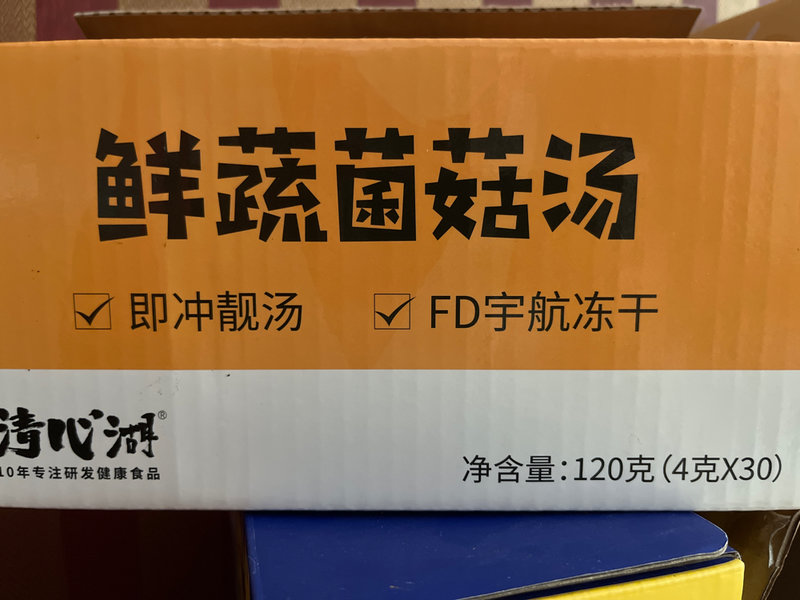 鲜蔬菌菇汤
即冲靓汤
FD宇航冻干
清心湖®
10年专注研发健康食品
净含量:120克(4克X30)